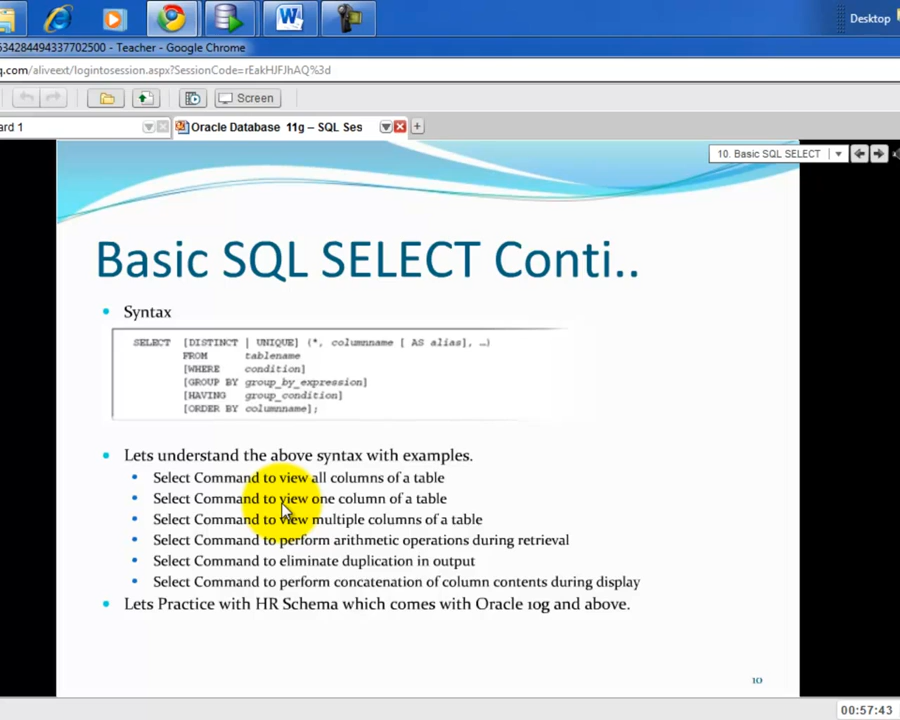 Desktop
534284494337702500 - Teacher - Google Chrome
q.com/aliveext/logintosession.aspx?SessionCode=rEakHJFJhAQ%3d
Screen
ard 1
Oracle Database 11g – SQL Ses
10. Basic SQL SELECT
Basic SQL SELECT Conti..
Syntax
SELECT [DISTINCT | UNIQUE] (*, columnname [ AS alias], …)
FROM tablename
[WHERE condition]
[GROUP BY group_by_expression]
[HAVING group_condition]
[ORDER BY columnname];
Lets understand the above syntax with examples.
Select Command to view all columns of a table
Select Command to view one column of a table
Select Command to view multiple columns of a table
Select Command to perform arithmetic operations during retrieval
Select Command to eliminate duplication in output
Select Command to perform concatenation of column contents during display
Lets Practice with HR Schema which comes with Oracle 10g and above.
10
00:57:43